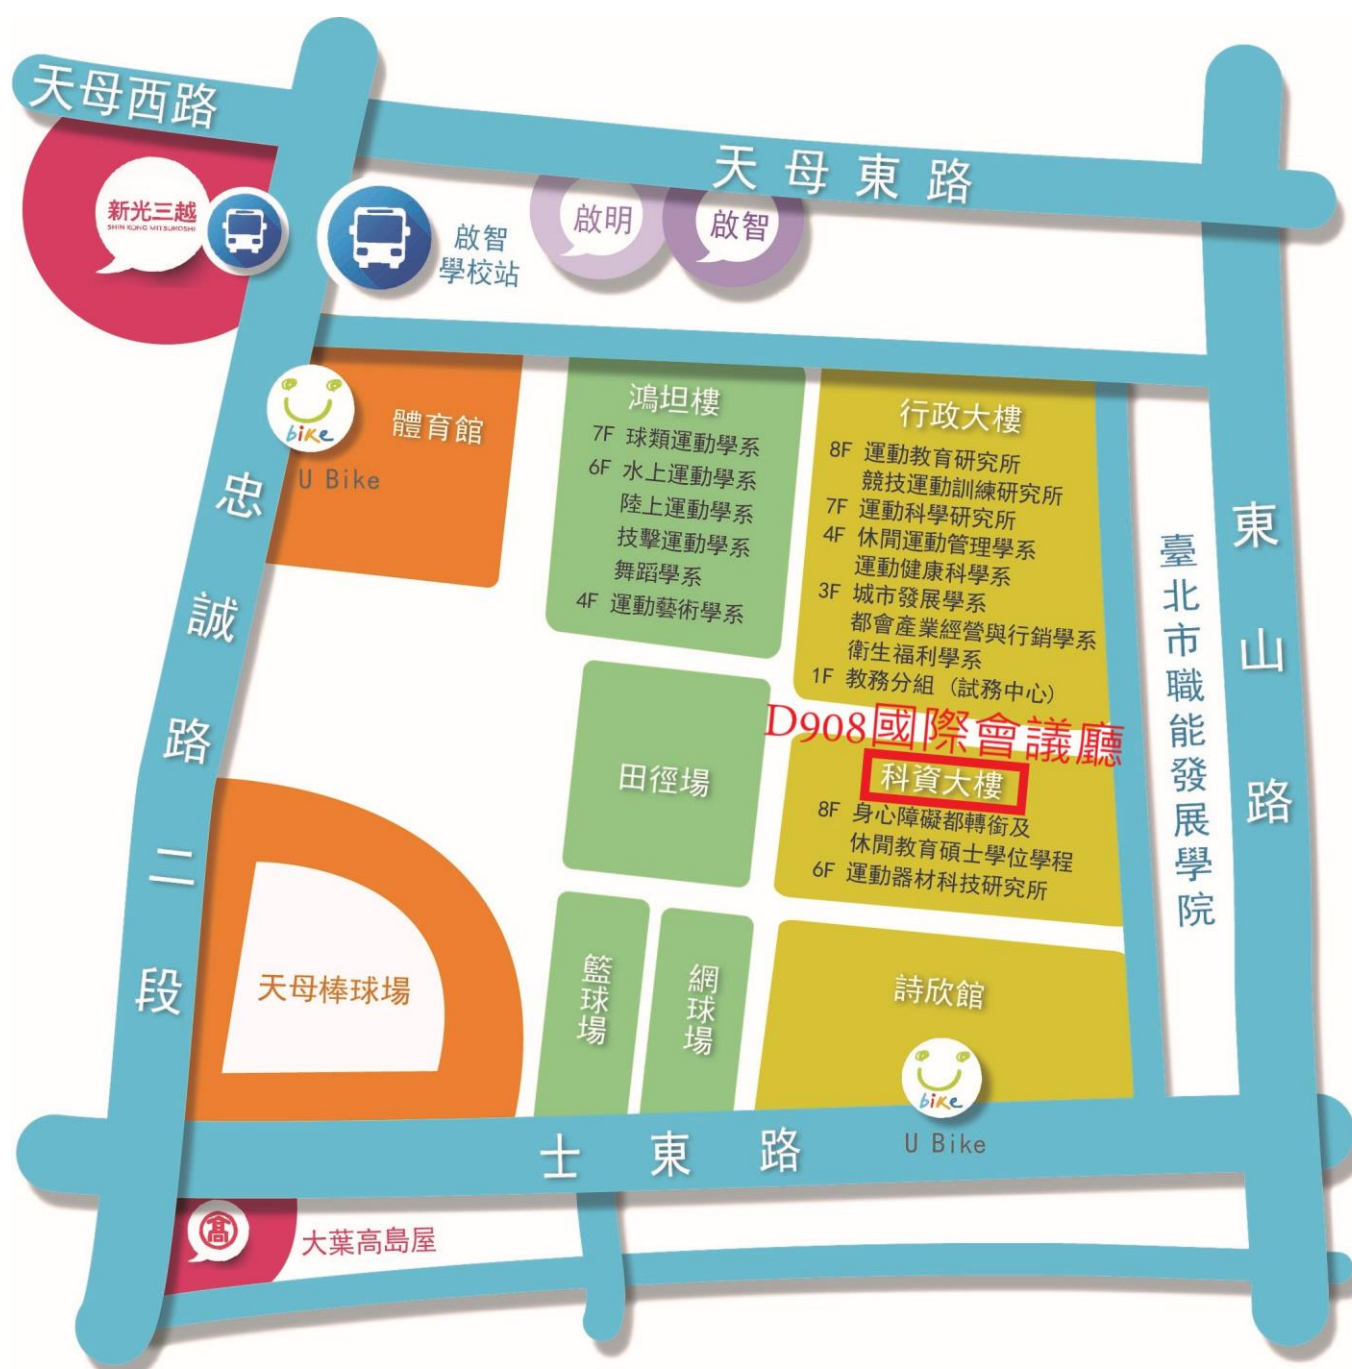 天母西路
天母東路
新光三越
SHIN KONG MITSUKOSHI
啟智
學校站
啟明
啟智
bike
U Bike
體育館
鴻坦樓
7F 球類運動學系
6F 水上運動學系
陸上運動學系
技擊運動學系
舞蹈學系
4F 運動藝術學系
行政大樓
8F 運動教育研究所
競技運動訓練研究所
7F 運動科學研究所
4F 休閒運動管理學系
運動健康科學系
3F 城市發展學系
都會產業經營與行銷學系
衛生福利學系
1F 教務分組（試務中心）
忠誠路二段
東山路
臺北市職能發展學院
D908國際會議廳
科資大樓
8F 身心障礙都轉銜及
休閒教育碩士學位學程
6F 運動器材科技研究所
田徑場
天母棒球場
籃球場
網球場
詩欣館
bike
U Bike
士東路
髙
大葉高島屋